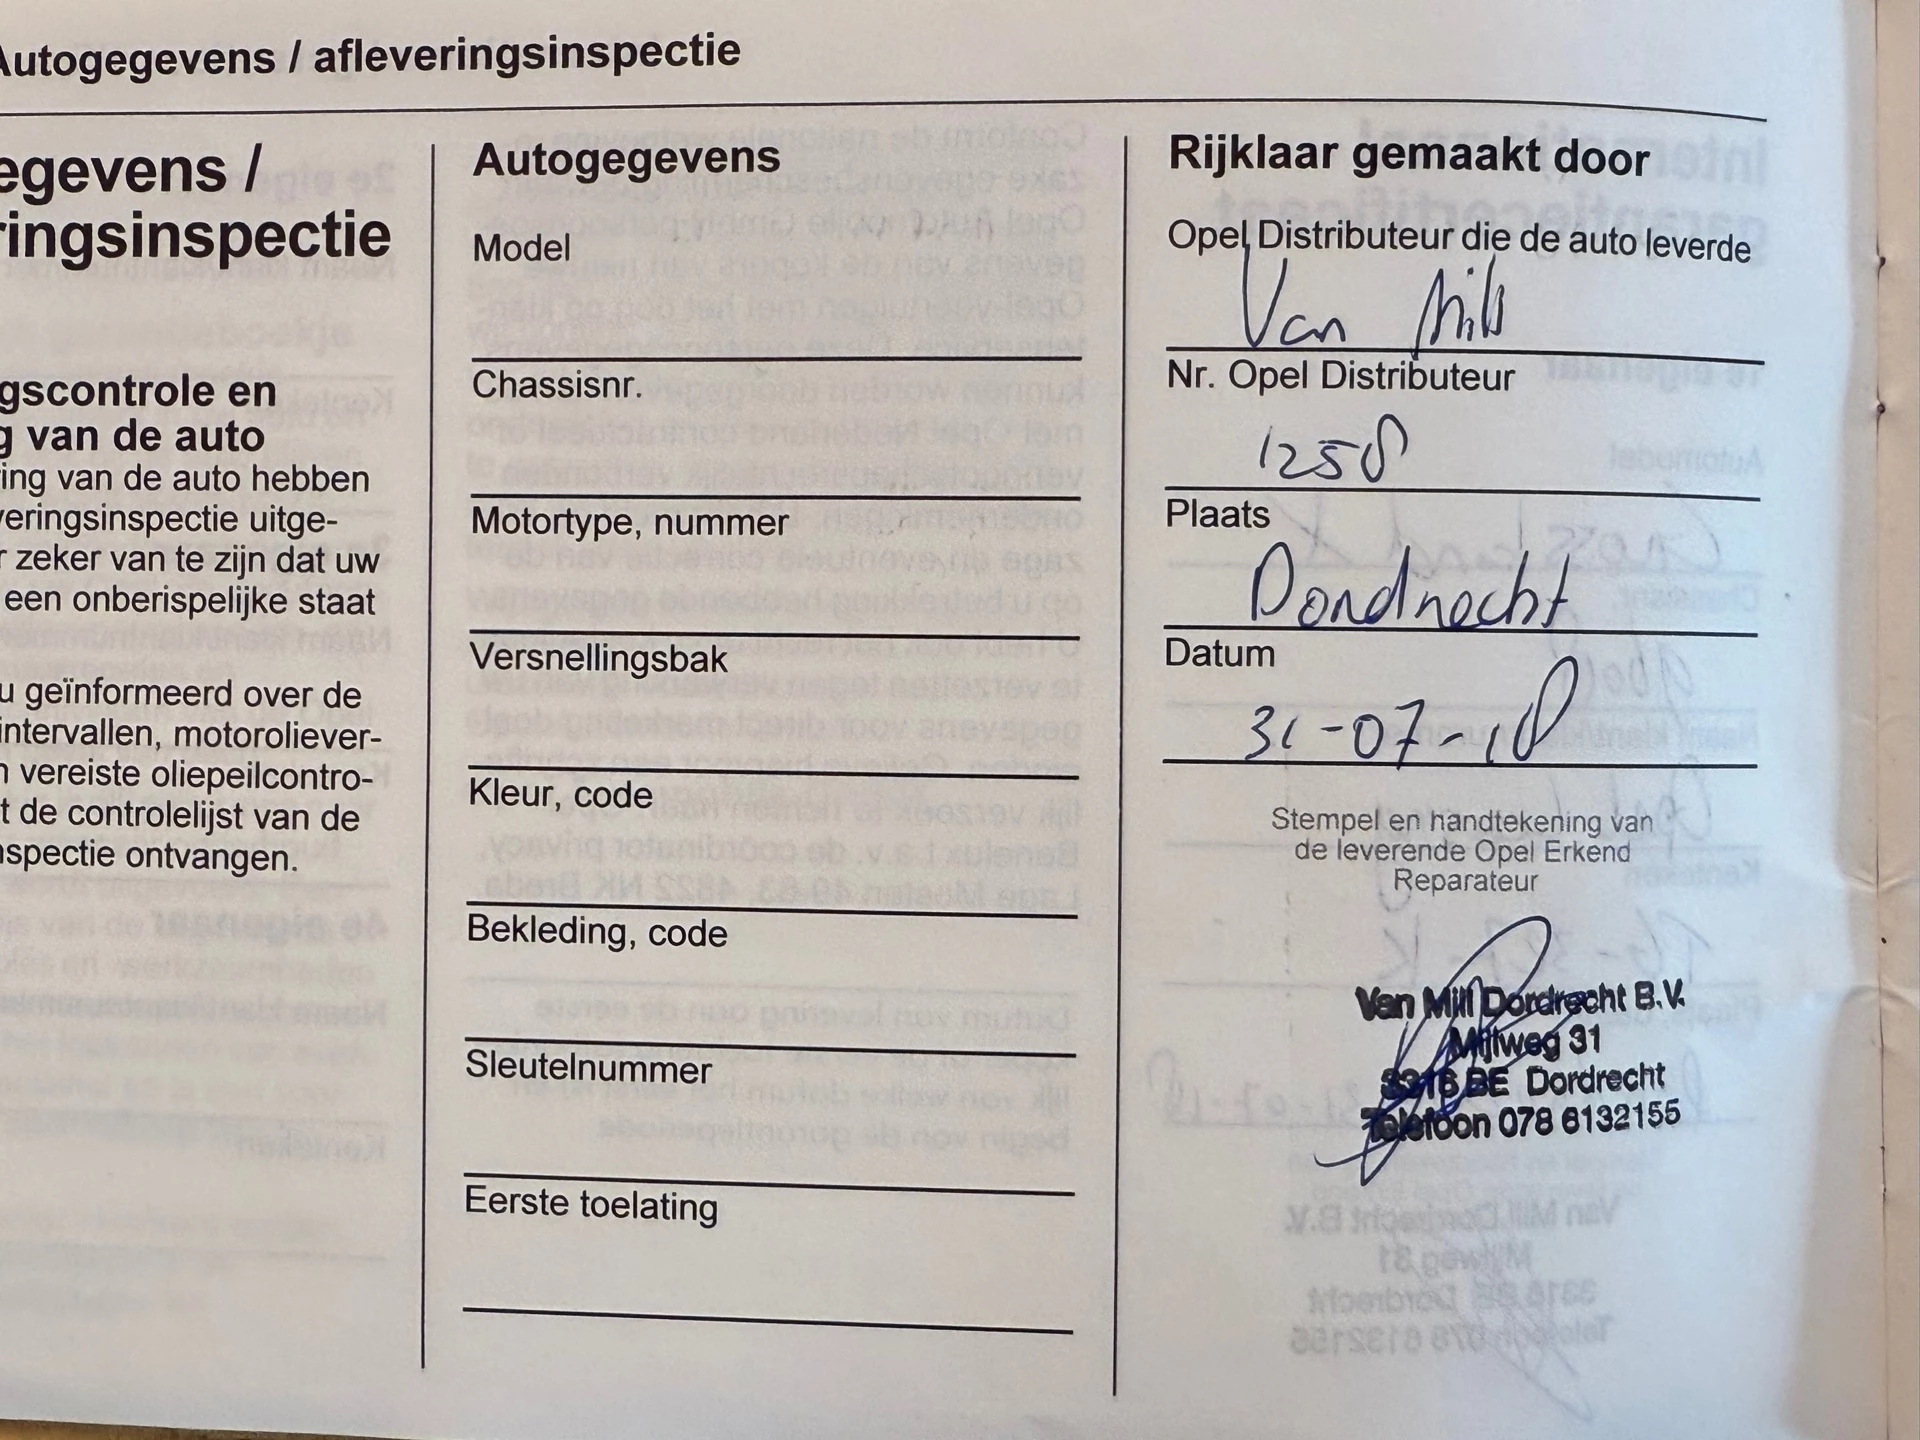 Autogegevens / afleveringsinspectie
egevens /
ringsinspectie
gscontrole en
g van de auto
ing van de auto hebben
veringsinspectie uitge-
r zeker van te zijn dat uw
een onberispelijke staat
u geïnformeerd over de
intervallen, motoroliever-
n vereiste oliepeilcontro-
t de controlelijst van de
nspectie ontvangen.
Autogegevens
Model
Chassisnr.
Motortype, nummer
Versnellingsbak
Kleur, code
Bekleding, code
Sleutelnummer
Eerste toelating
Rijklaar gemaakt door
Opel Distributeur die de auto leverde
Van Mill
Nr. Opel Distributeur
1258
Plaats
Dordrecht
Datum
31-07-18
Stempel en handtekening van
de leverende Opel Erkend
Reparateur
Van Mill Dordrecht B.V.
Mijlweg 31
3316 BE Dordrecht
Telefoon 078 6132155